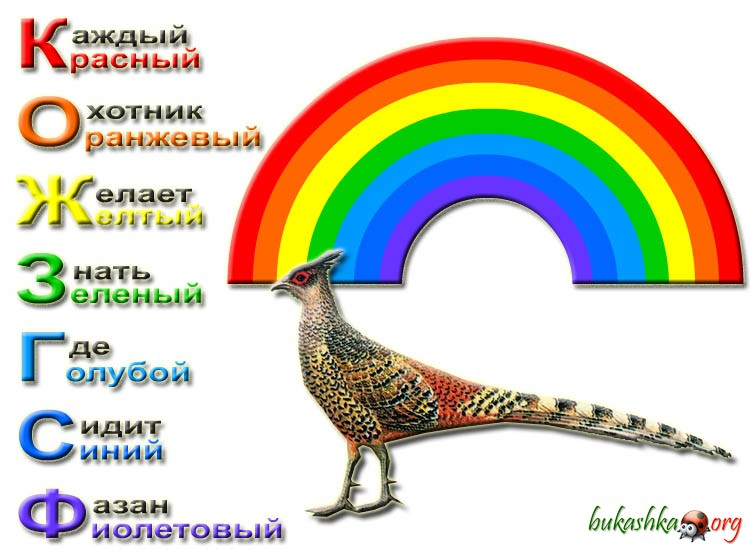 Каждый
Красный
Охотник
Оранжевый
Желает
Желтый
Знать
Зеленый
Где
Голубой
Сидит
Синий
Фазан
Фиолетовый
bukashka.org